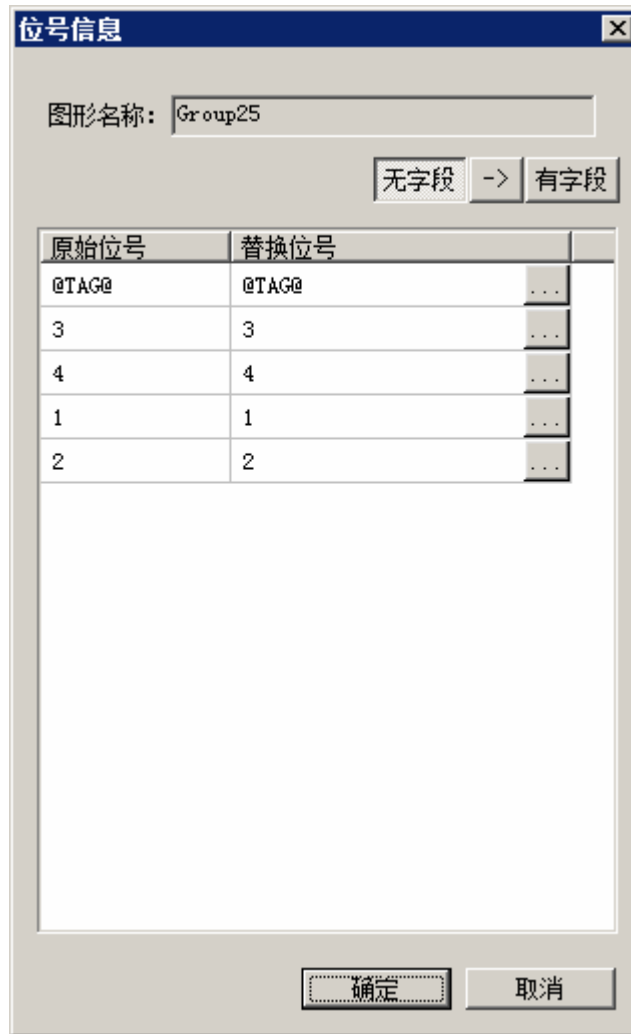 位号信息
图形名称: Group25
无字段 -> 有字段
原始位号 替换位号
@TAG@ @TAG@ ...
3 3 ...
4 4 ...
1 1 ...
2 2 ...
确定 取消